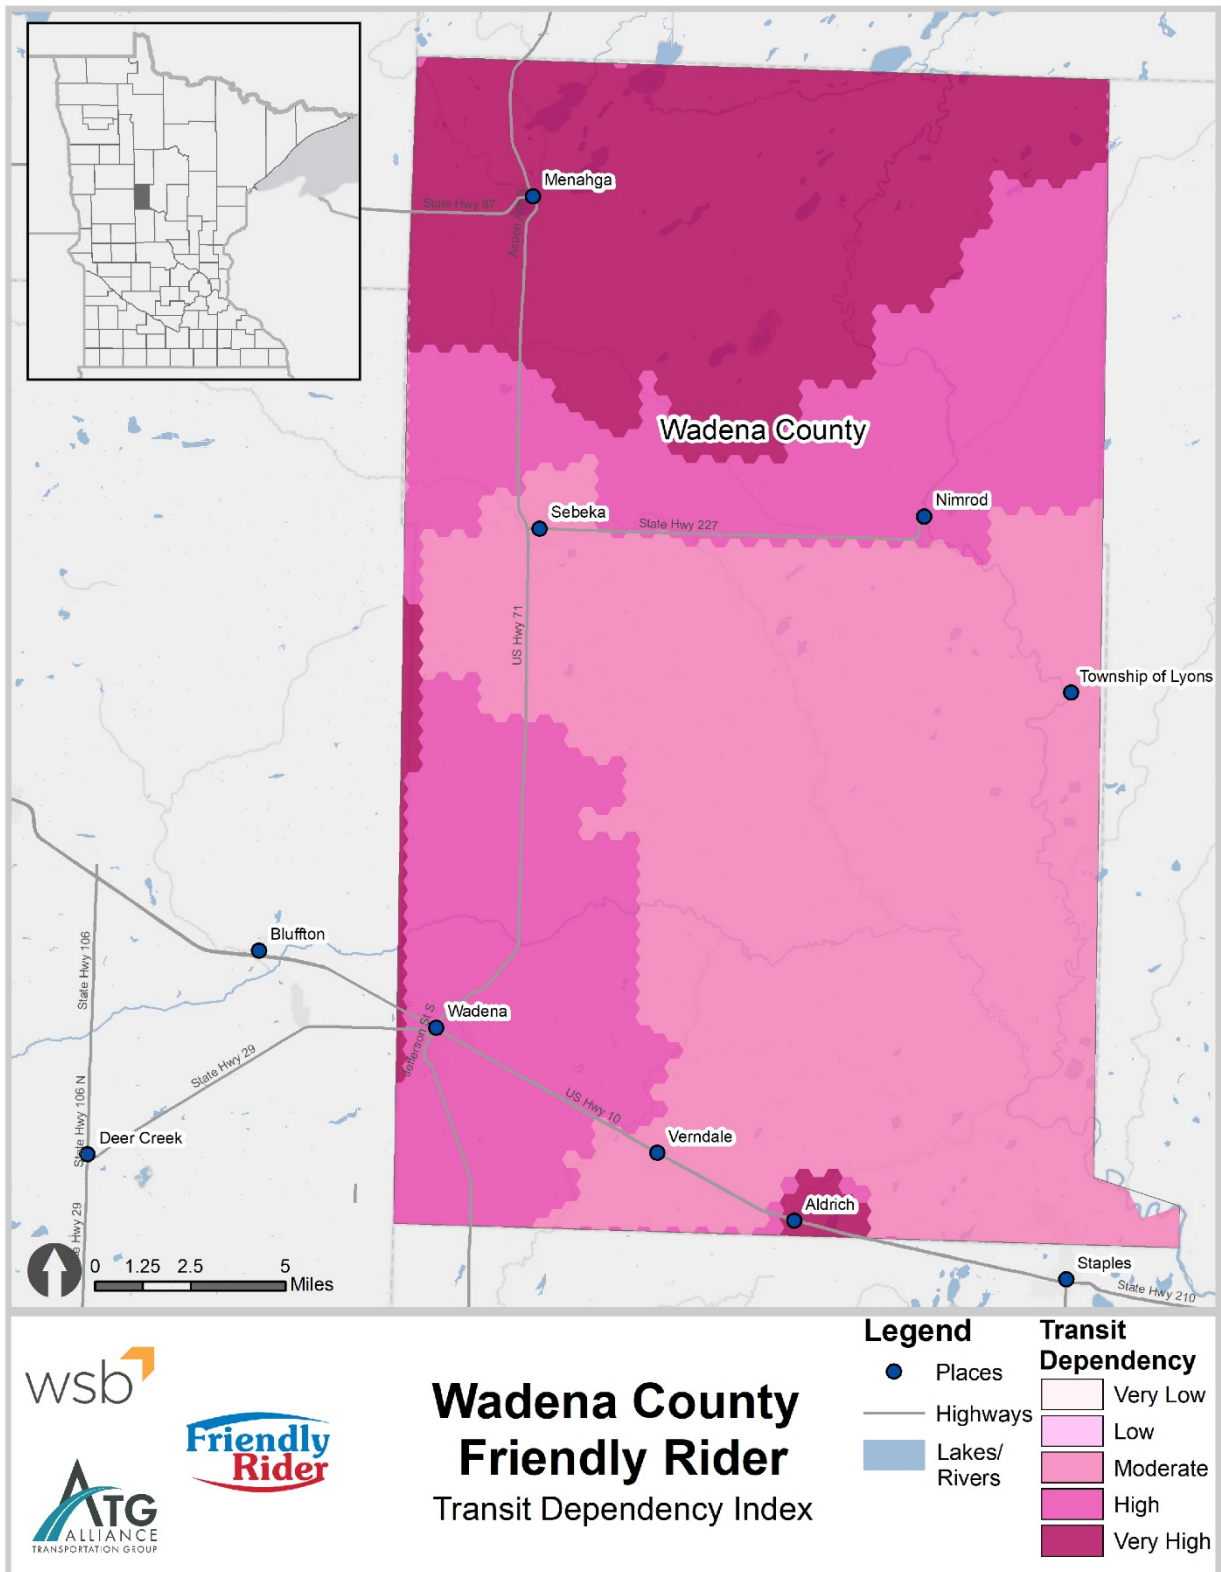 Menahga
State Hwy 87
Wadena County
Sebeka
State Hwy 227
Nimrod
US Hwy 71
Township of Lyons
State Hwy 106
Bluffton
Wadena
Jefferson St S
State Hwy 29
US Hwy 10
State Hwy 106 N
Deer Creek
Verndale
Aldrich
Hwy 29
Staples
State Hwy 210
0 1.25 2.5 5
Miles
wsb
Friendly
Rider
ATG
ALLIANCE
TRANSPORTATION GROUP
Wadena County
Friendly Rider
Transit Dependency Index
Legend
Places
Highways
Lakes/
Rivers
Transit
Dependency
Very Low
Low
Moderate
High
Very High